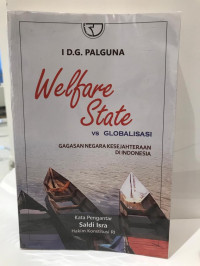 I D.G. PALGUNA
Welfare
State
vs GLOBALISASI
GAGASAN NEGARA KESEJAHTERAAN
DI INDONESIA
Kata Pengantar
Saldi Isra
Hakim Konstitusi RI